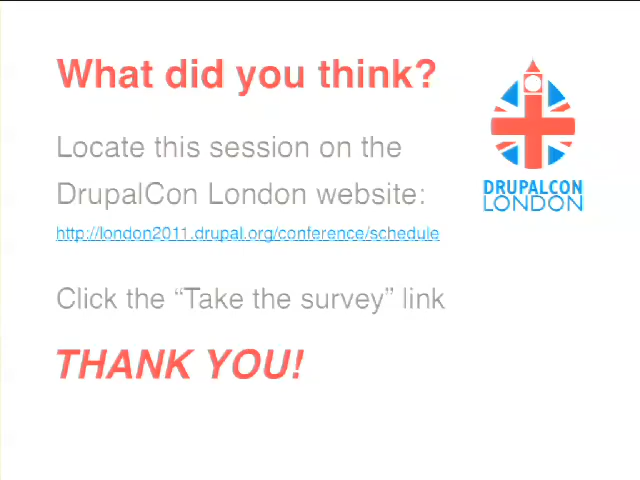 What did you think?
Locate this session on the
DrupalCon London website:
http://london2011.drupal.org/conference/schedule
Click the “Take the survey” link
THANK YOU!
DRUPALCON
LONDON